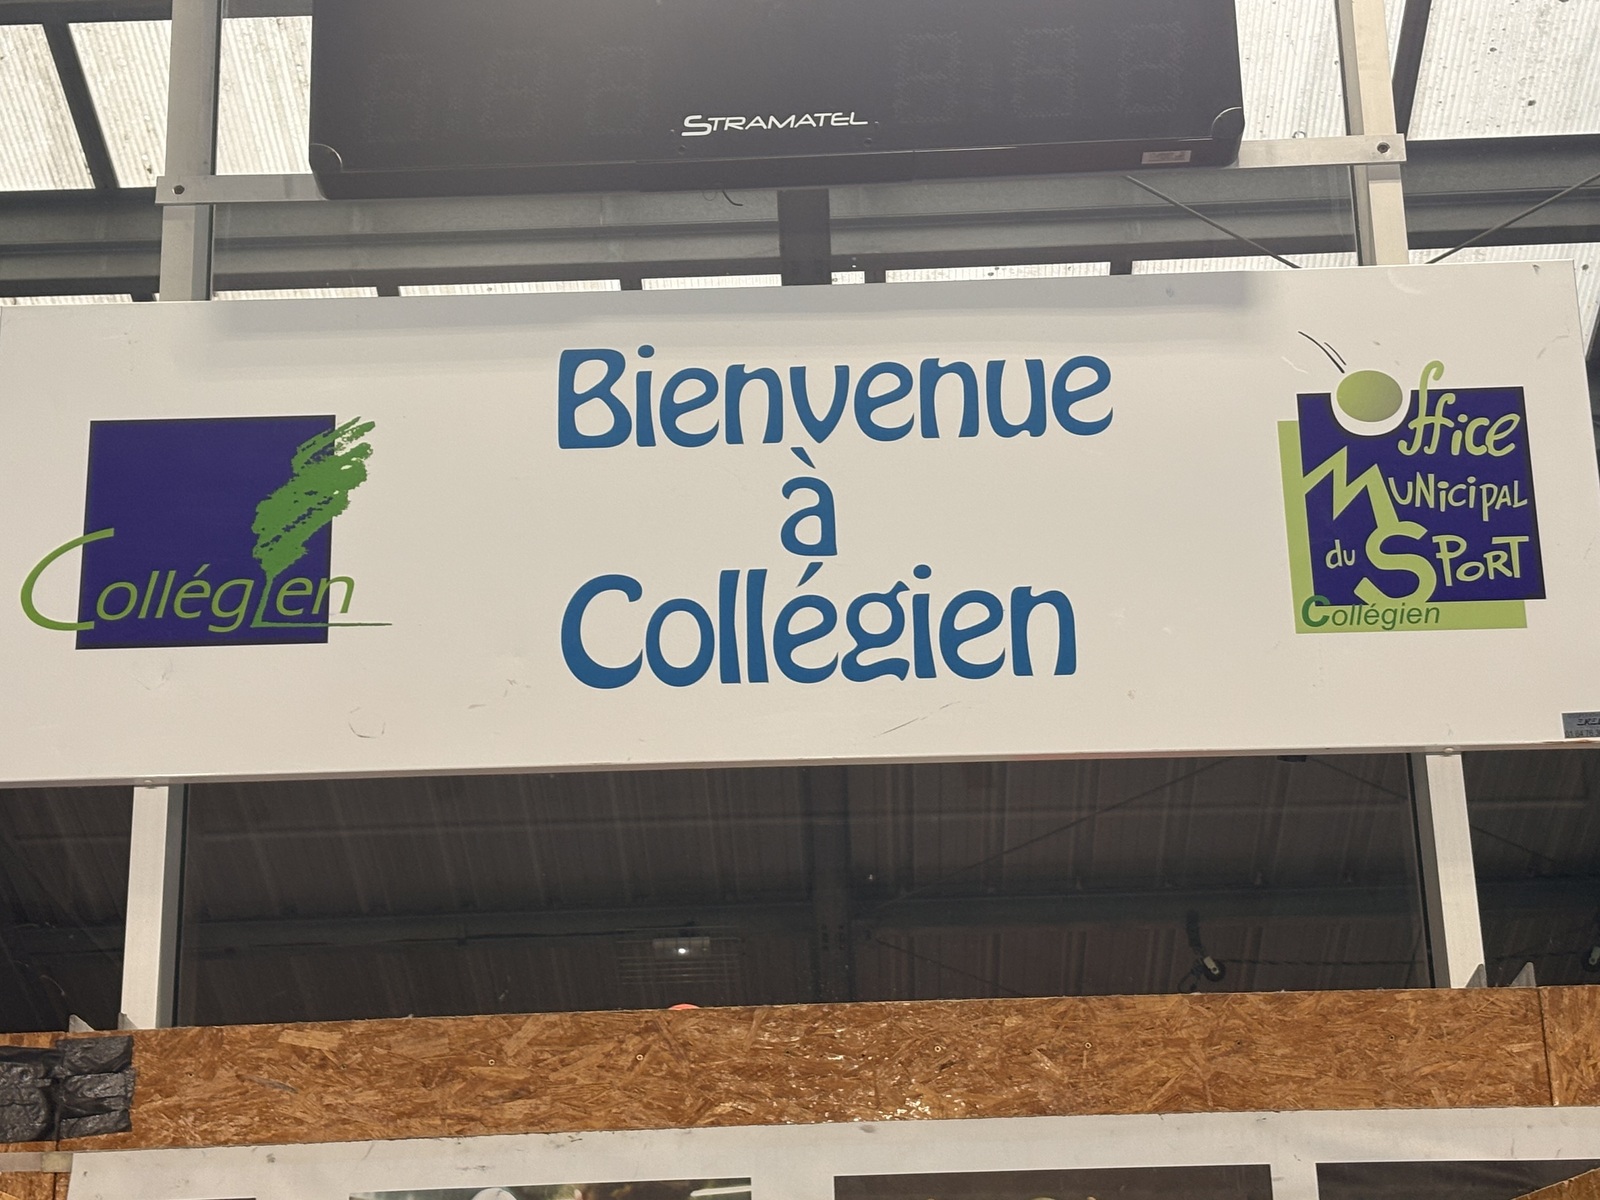 STRAMATEL
Bienvenue
à
Collégien
Collégien
Office
Municipal
du Sport
Collégien